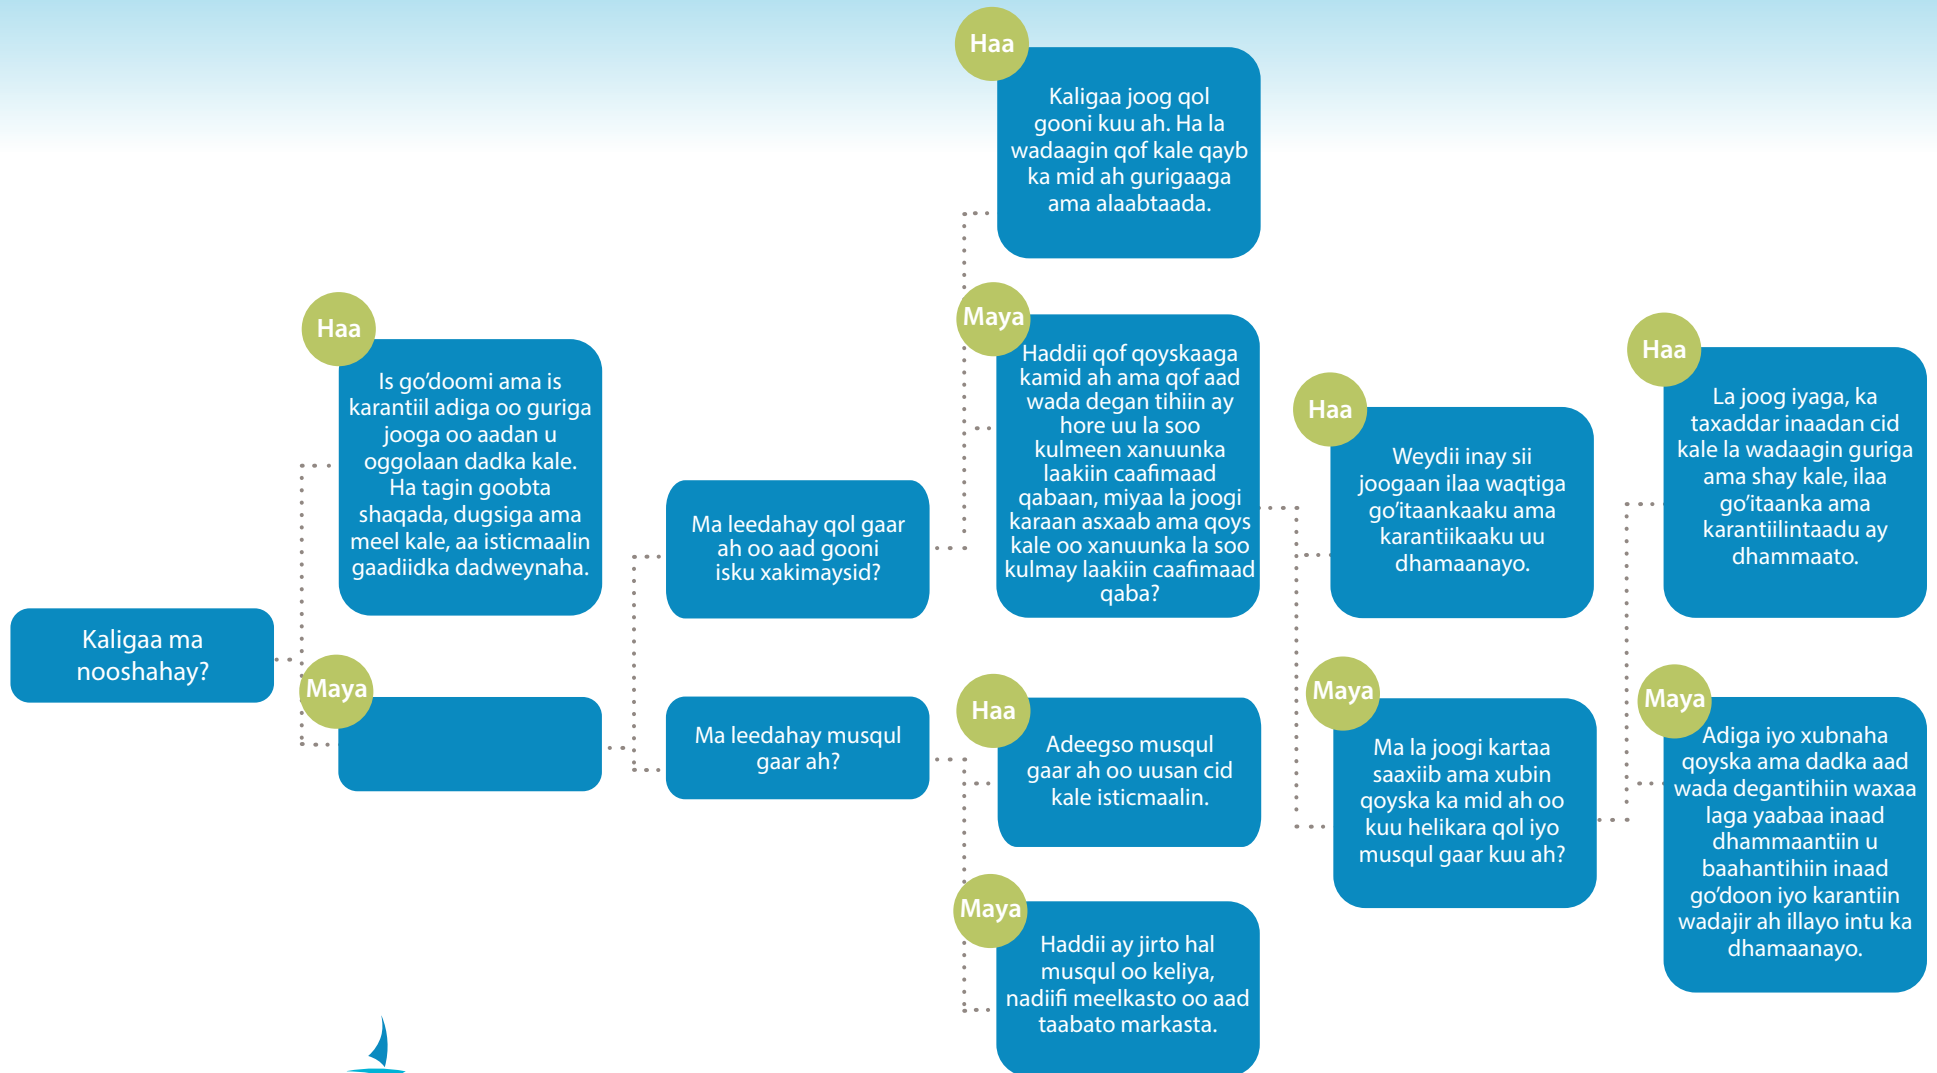 Kaligaa ma
nooshahay?
Haa
Is go'doomi ama is
karantiil adiga oo guriga
jooga oo aadan u
oggolaan dadka kale.
Ha tagin goobta
shaqada, dugsiga ama
meel kale, aa isticmaalin
gaadiidka dadweynaha.
Maya
Ma leedahay qol gaar
ah oo aad gooni
isku xakimaysid?
Haa
Kaligaa joog qol
gooni kuu ah. Ha la
wadaagin qof kale qayb
ka mid ah gurigaaga
ama alaabtaada.
Maya
Haddii qof qoyskaaga
kamid ah ama qof aad
wada degan tihiin ay
hore uu la soo
kulmeen xanuunka
laakiin caafimaad
qabaan, miyaa la joogi
karaan asxaab ama qoys
kale oo xanuunka la soo
kulmay laakiin caafimaad
qaba?
Haa
Weydii inay sii
joogaan ilaa waqtiga
go'itaankaaku ama
karantiikaaku uu
dhamaanayo.
Maya
Ma la joogi kartaa
saaxiib ama xubin
qoyska ka mid ah oo
kuu helikara qol iyo
musqul gaar kuu ah?
Haa
La joog iyaga, ka
taxaddar inaadan cid
kale la wadaagin guriga
ama shay kale, ilaa
go'itaanka ama
karantiilintaadu ay
dhammaato.
Maya
Adiga iyo xubnaha
qoyska ama dadka aad
wada degantihiin waxaa
laga yaabaa inaad
dhammaantiin u
baahantihiin inaad
go'doon iyo karantiin
wadajir ah illayo intu ka
dhamaanayo.
Ma leedahay musqul
gaar ah?
Haa
Adeegso musqul
gaar ah oo uusan cid
kale isticmaalin.
Maya
Haddii ay jirto hal
musqul oo keliya,
nadiifi meelkasto oo aad
taabato markasta.